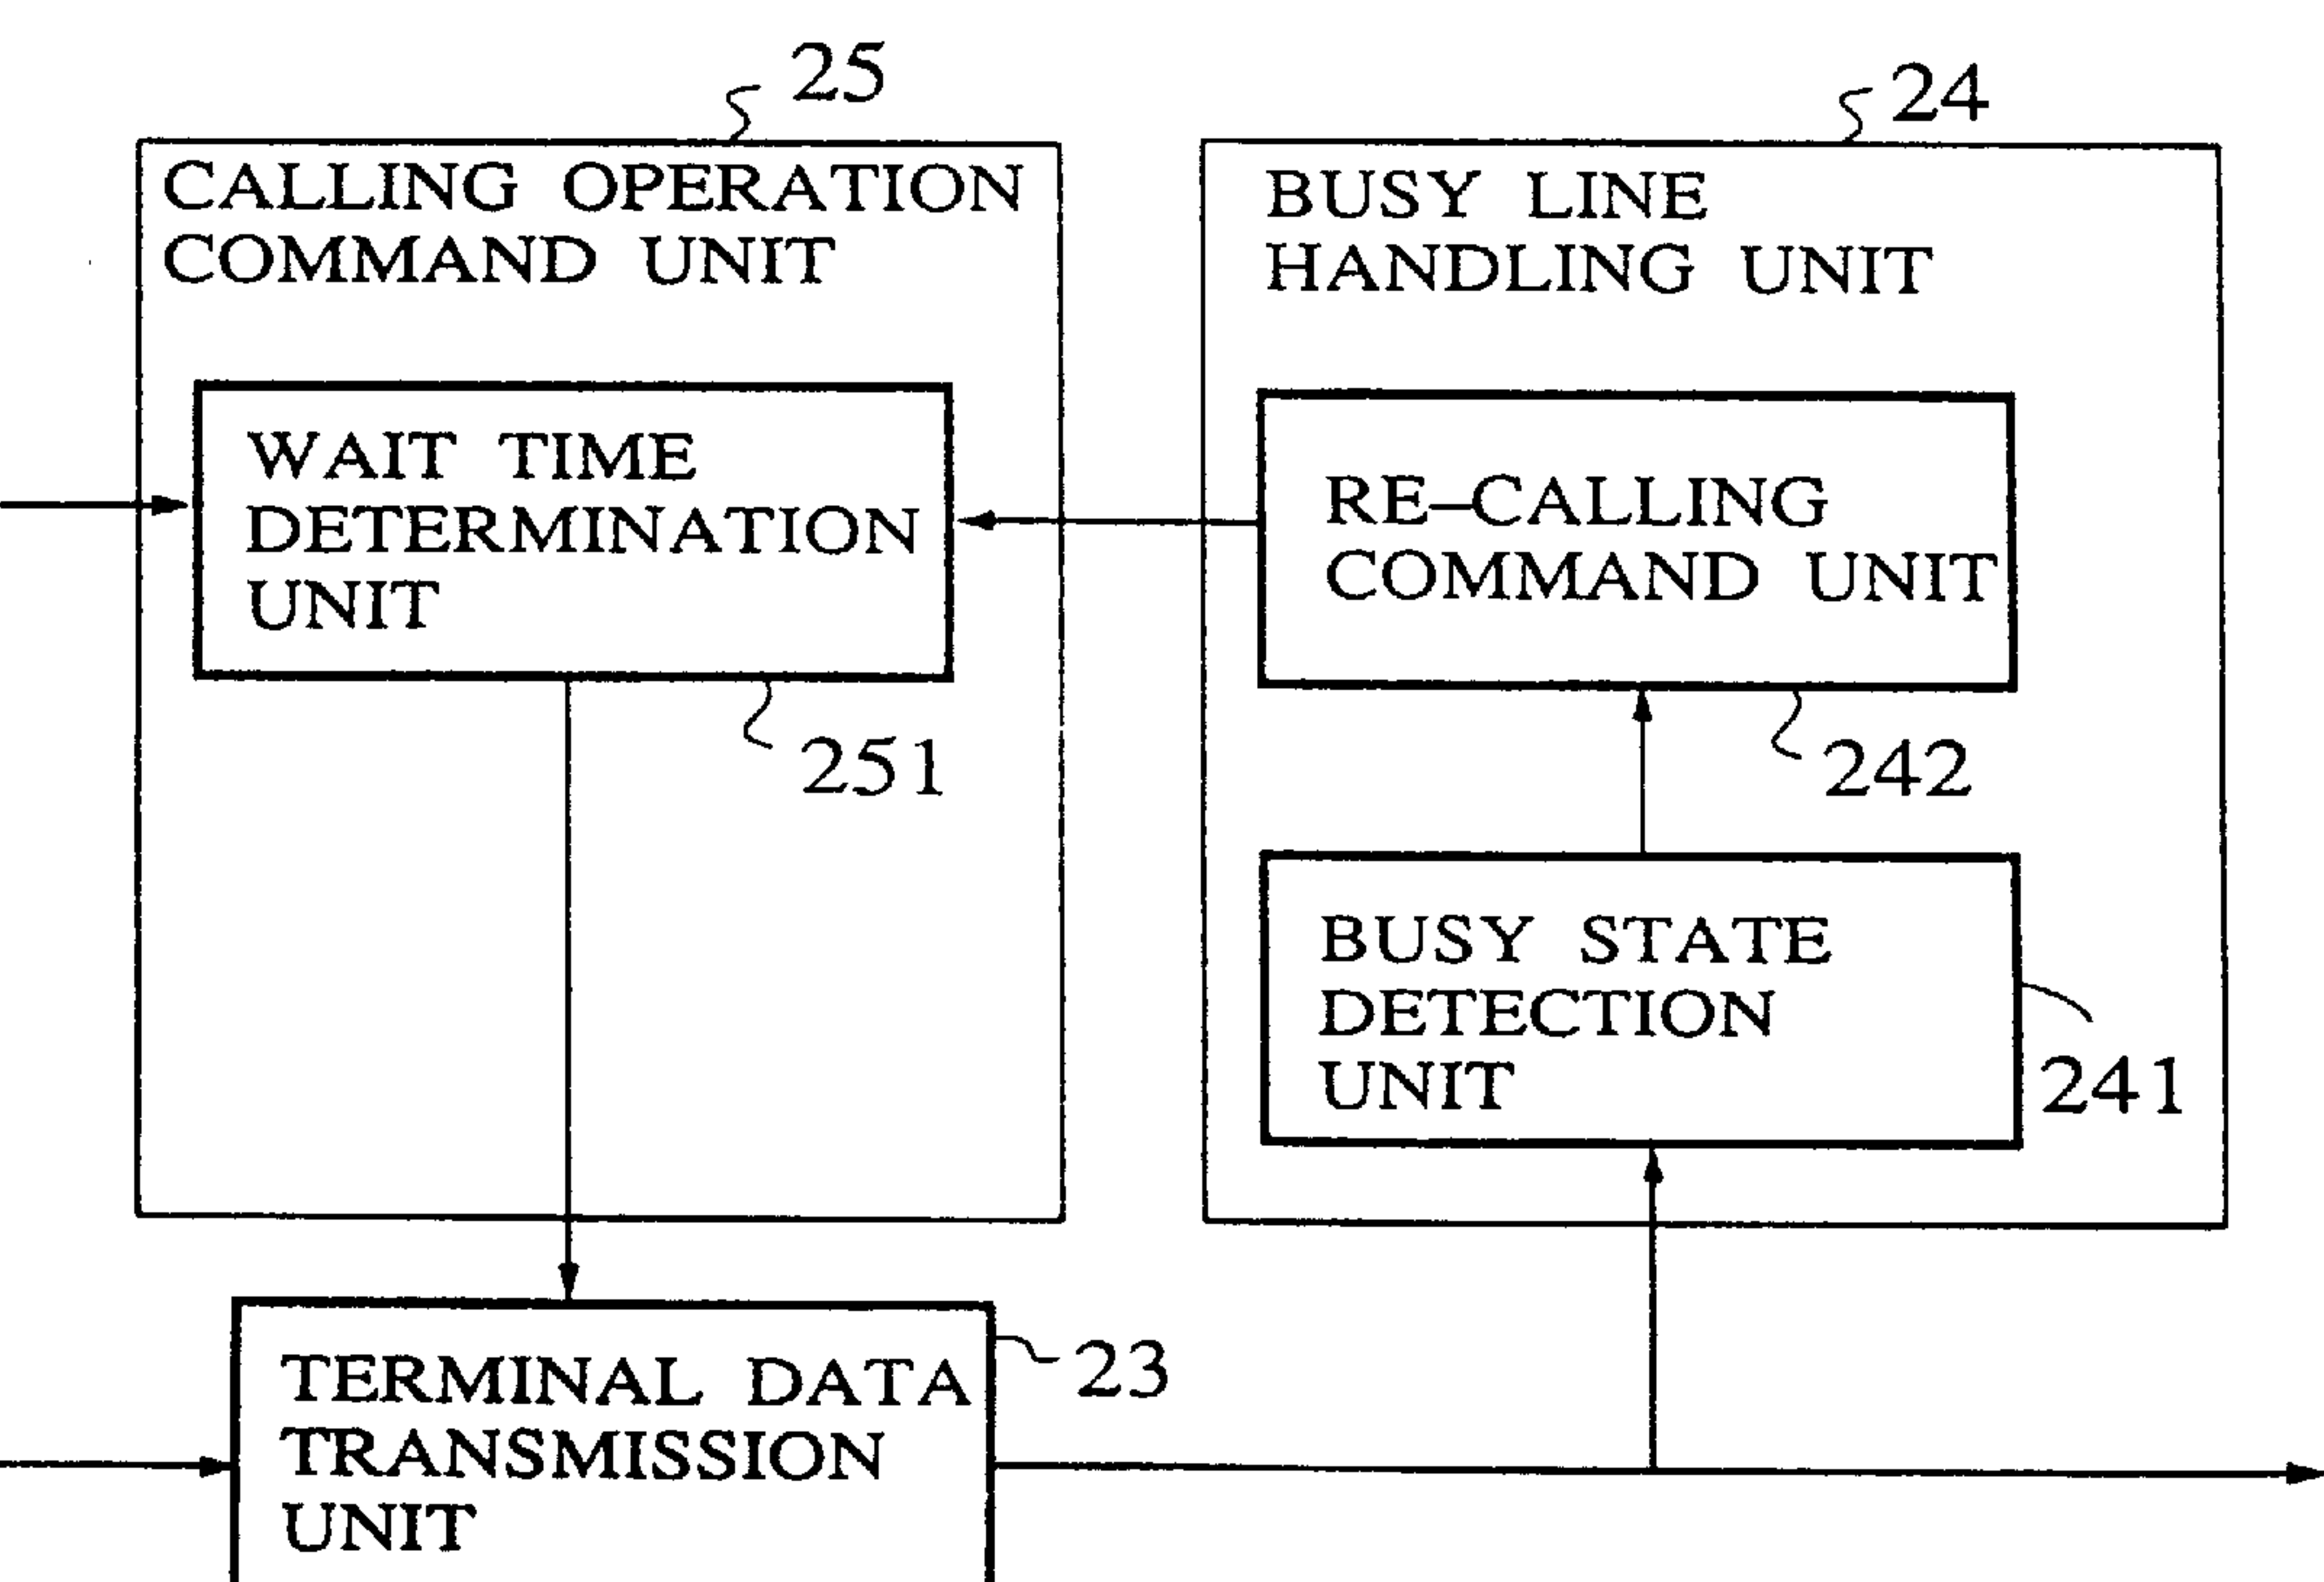 25
CALLING OPERATION
COMMAND UNIT
WAIT TIME
DETERMINATION
UNIT
251
24
BUSY LINE
HANDLING UNIT
RE-CALLING
COMMAND UNIT
242
BUSY STATE
DETECTION
UNIT
241
TERMINAL DATA
TRANSMISSION
UNIT
23